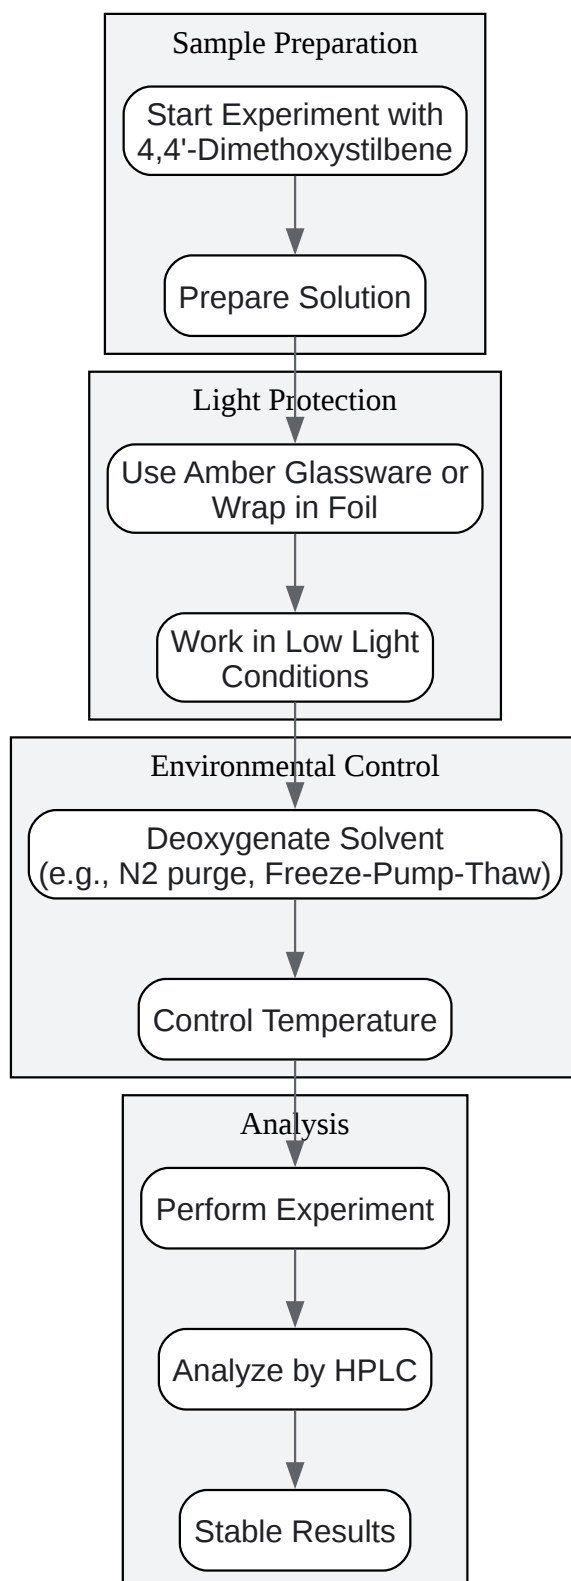 Sample Preparation
Start Experiment with
4,4'-Dimethoxystilbene
Prepare Solution
Light Protection
Use Amber Glassware or
Wrap in Foil
Work in Low Light
Conditions
Environmental Control
Deoxygenate Solvent
(e.g., N2 purge, Freeze-Pump-Thaw)
Control Temperature
Analysis
Perform Experiment
Analyze by HPLC
Stable Results